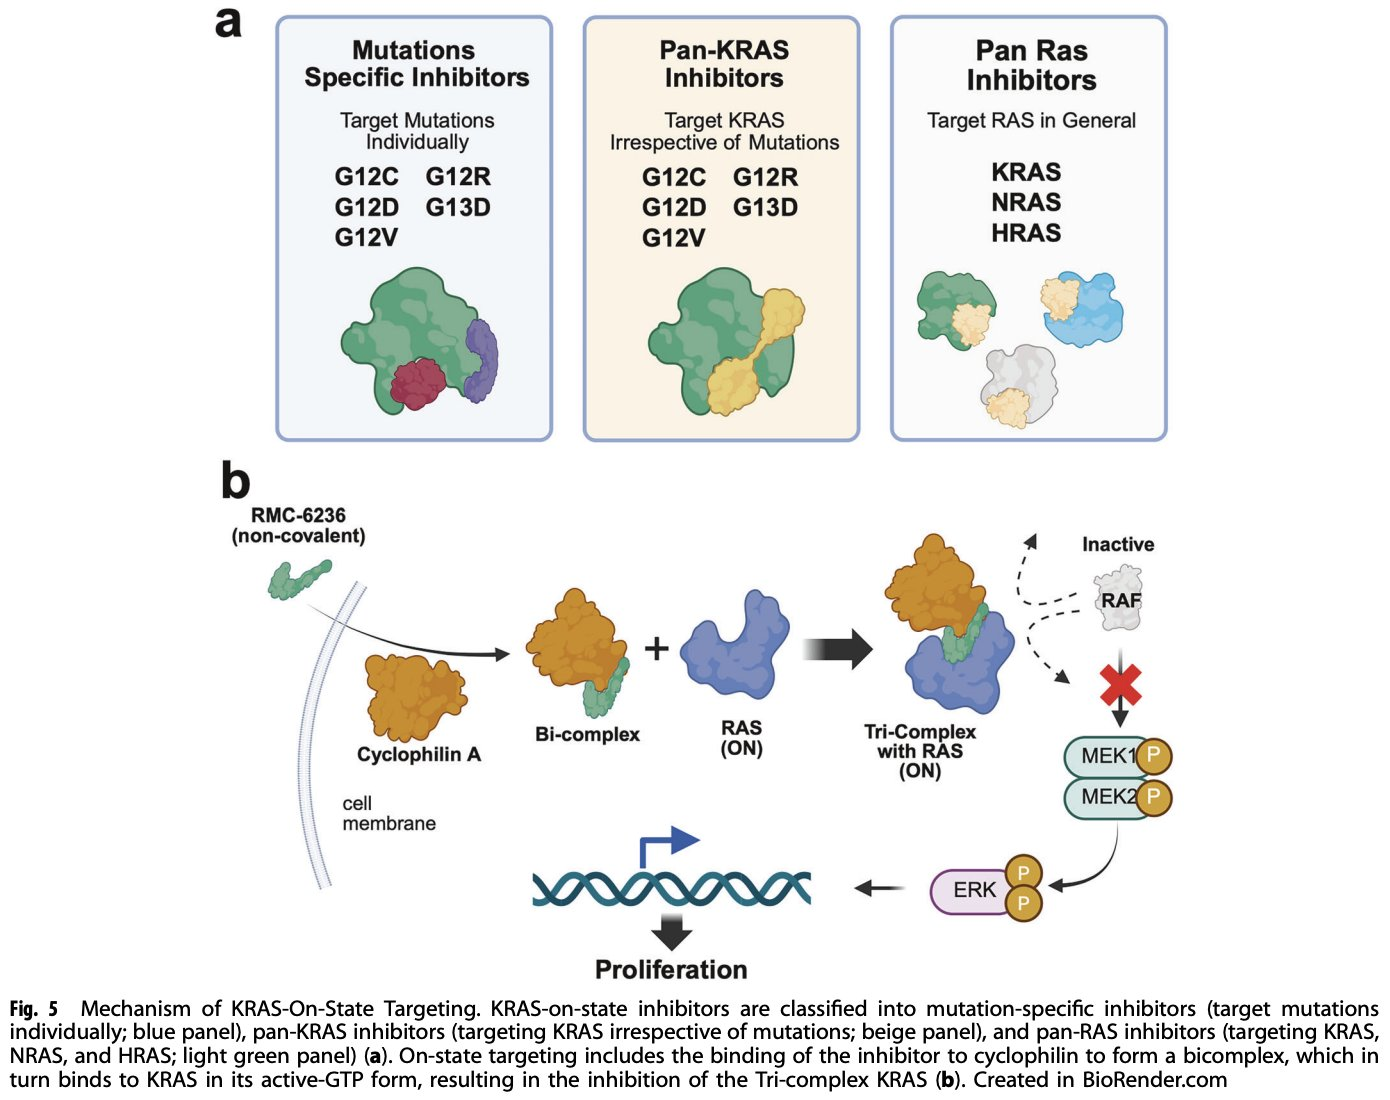 a
Mutations
Specific Inhibitors
Target Mutations
Individually
G12C G12R
G12D G13D
G12V
Pan-KRAS
Inhibitors
Target KRAS
Irrespective of Mutations
G12C G12R
G12D G13D
G12V
Pan Ras
Inhibitors
Target RAS in General
KRAS
NRAS
HRAS
b
RMC-6236
(non-covalent)
Cyclophilin A
cell
membrane
Bi-complex
+
RAS
(ON)
Tri-Complex
with RAS
(ON)
Inactive
RAF
MEK1 P
MEK2 P
ERK P
P
Proliferation
Fig. 5 Mechanism of KRAS-On-State Targeting. KRAS-on-state inhibitors are classified into mutation-specific inhibitors (target mutations
individually; blue panel), pan-KRAS inhibitors (targeting KRAS irrespective of mutations; beige panel), and pan-RAS inhibitors (targeting KRAS,
NRAS, and HRAS; light green panel) (a). On-state targeting includes the binding of the inhibitor to cyclophilin to form a bicomplex, which in
turn binds to KRAS in its active-GTP form, resulting in the inhibition of the Tri-complex KRAS (b). Created in BioRender.com